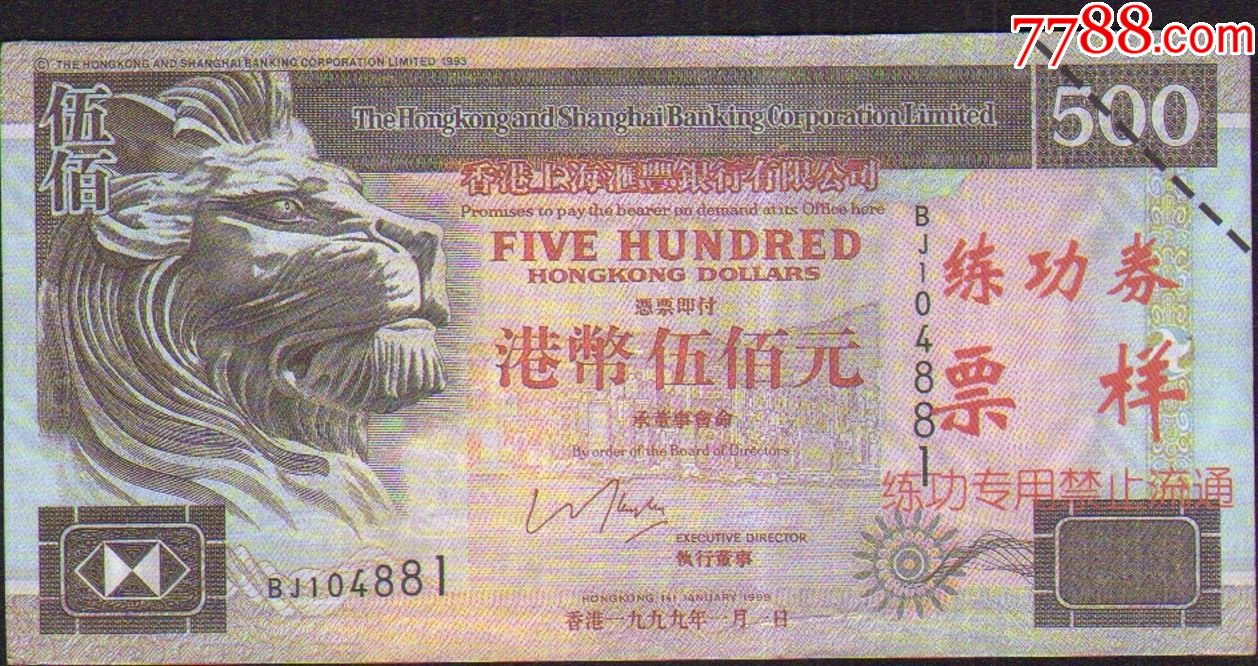 7788.com
© THE HONGKONG AND SHANGHAI BANKING CORPORATION LIMITED 1993
伍佰
The Hongkong and Shanghai Banking Corporation Limited
500
香港上海滙豐銀行有限公司
Promises to pay the bearer on demand at its Office here
FIVE HUNDRED
HONGKONG DOLLARS
憑票即付
港幣伍佰元
承董事會命
By order of the Board of Directors
EXECUTIVE DIRECTOR
執行董事
HONGKONG 1st JANUARY 1999
香港一九九九年一月一日
BJ104881
BJ104881
练功券
票样
练功专用禁止流通